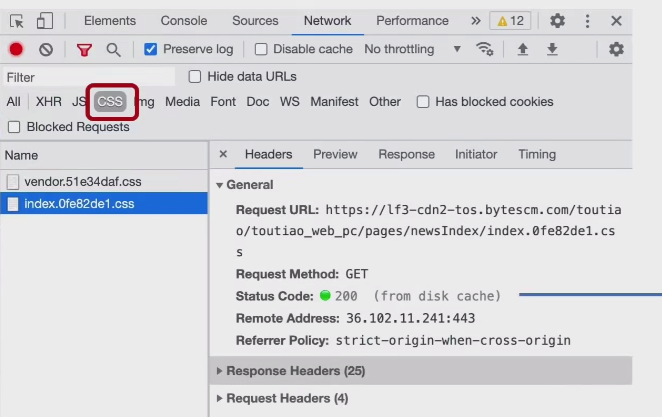 Elements Console Sources Network Performance » 12
Preserve log Disable cache No throttling
Filter Hide data URLs
All XHR JS CSS Img Media Font Doc WS Manifest Other Has blocked cookies
Blocked Requests
Name
× Headers Preview Response Initiator Timing
vendor.51e34daf.css
index.0fe82de1.css
General
Request URL: https://lf3-cdn2-tos.bytescm.com/toutia
o/toutiao_web_pc/pages/newsIndex/index.0fe82de1.cs
s
Request Method: GET
Status Code: 200 (from disk cache)
Remote Address: 36.102.11.241:443
Referrer Policy: strict-origin-when-cross-origin
Response Headers (25)
Request Headers (4)